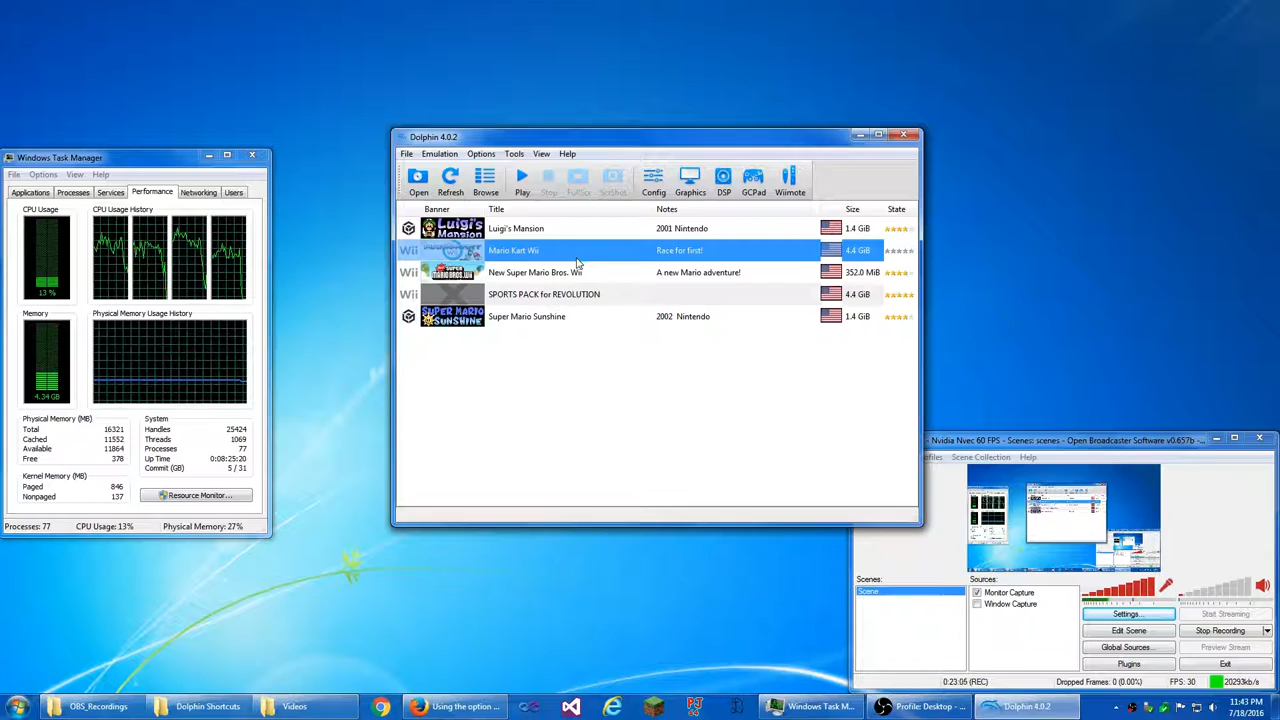 Windows Task Manager
File Options View Help
Applications Processes Services Performance Networking Users
CPU Usage CPU Usage History
13 %
Memory Physical Memory Usage History
4.34 GB
Physical Memory (MB)
Total 16321
Cached 11552
Available 11864
Free 378
Kernel Memory (MB)
Paged 846
Nonpaged 137
System
Handles 25424
Threads 1069
Processes 77
Up Time 0:08:25:20
Commit (GB) 5 / 31
Resource Monitor...
Processes: 77 CPU Usage: 13% Physical Memory: 27%
Dolphin 4.0.2
File Emulation Options Tools View Help
Open Refresh Browse Play Stop FullScr ScrShot Config Graphics DSP GCPad Wiimote
Banner Title Notes Size State
Luigi's Mansion Luigi's Mansion 2001 Nintendo 1.4 GiB
Wii Mario Kart Wii Race for first! 4.4 GiB
Wii SUPER MARIO BROS. Wii New Super Mario Bros. Wii A new Mario adventure! 352.0 MiB
Wii SPORTS PACK for REVOLUTION 4.4 GiB
SUPER MARIO SUNSHINE Super Mario Sunshine 2002 Nintendo 1.4 GiB
- Nvidia Nvec 60 FPS - Scenes: scenes - Open Broadcaster Software v0.657b -...
ofiles Scene Collection Help
Scenes:
Scene
Sources:
Monitor Capture
Window Capture
Settings... Start Streaming
Edit Scene Stop Recording
Global Sources... Preview Stream
Plugins Exit
0:23:05 (REC) Dropped Frames: 0 (0.00%) FPS: 30 20293kb/s
OBS_Recordings Dolphin Shortcuts Videos Using the option ... Windows Task M... Profile: Desktop - ... Dolphin 4.0.2
11:43 PM
7/18/2016